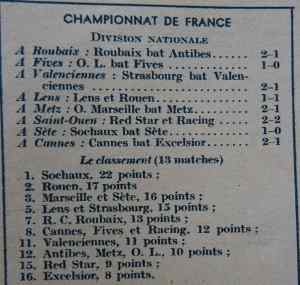 CHAMPIONNAT DE FRANCE
DIVISION NATIONALE
A Roubaix : Roubaix bat Antibes 2-1
A Fives : O. L. bat Fives 1-0
A Valenciennes : Strasbourg bat Valen-
ciennes 2-1
A Lens : Lens et Rouen 1-1
A Metz : O. Marseille bat Metz 2-1
A Saint-Ouen : Red Star et Racing 2-2
A Sète : Sochaux bat Sète 1-0
A Cannes : Cannes bat Excelsior 2-1
Le classement (13 matches)
1. Sochaux, 22 points ;
2. Rouen, 17 points
3. Marseille et Sète, 16 points ;
5. Lens et Strasbourg, 15 points ;
7. R. C. Roubaix, 13 points ;
8. Cannes, Fives et Racing, 12 points ;
11. Valenciennes, 11 points ;
12. Antibes, Metz, O. L., 10 points ;
15. Red Star, 9 points ;
16. Excelsior, 8 points.